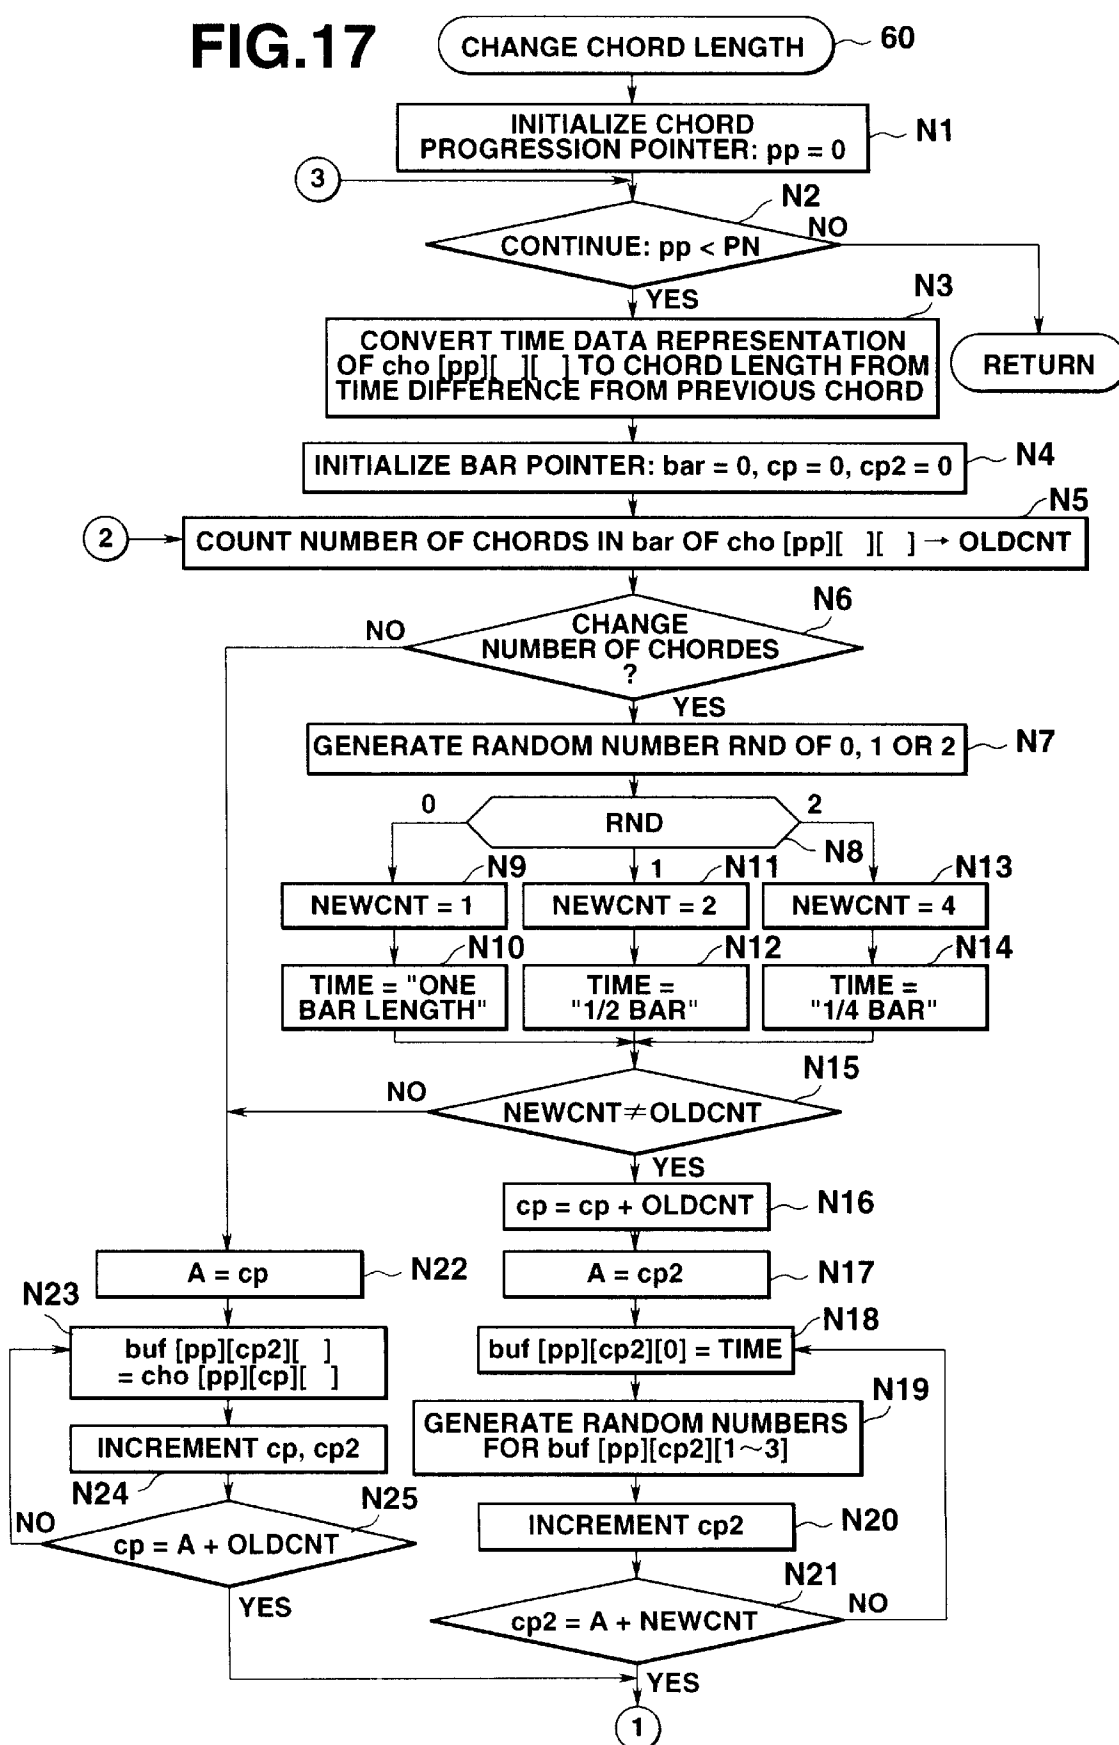 FIG.17
CHANGE CHORD LENGTH
60
INITIALIZE CHORD
PROGRESSION POINTER: pp = 0
N1
3
N2
CONTINUE: pp < PN
NO
YES
N3
CONVERT TIME DATA REPRESENTATION
OF cho [pp][ ][ ] TO CHORD LENGTH FROM
TIME DIFFERENCE FROM PREVIOUS CHORD
RETURN
INITIALIZE BAR POINTER: bar = 0, cp = 0, cp2 = 0
N4
N5
2
COUNT NUMBER OF CHORDS IN bar OF cho [pp][ ][ ] → OLDCNT
N6
NO
CHANGE
NUMBER OF CHORDES
?
YES
GENERATE RANDOM NUMBER RND OF 0, 1 OR 2
N7
0
RND
2
N8
1
N9
N11
N13
NEWCNT = 1
NEWCNT = 2
NEWCNT = 4
N10
N12
N14
TIME = "ONE
BAR LENGTH"
TIME =
"1/2 BAR"
TIME =
"1/4 BAR"
N15
NO
NEWCNT≠OLDCNT
YES
cp = cp + OLDCNT
N16
A = cp
N22
A = cp2
N17
N23
N18
buf [pp][cp2][ ]
= cho [pp][cp][ ]
buf [pp][cp2][0] = TIME
N19
GENERATE RANDOM NUMBERS
FOR buf [pp][cp2][1~3]
INCREMENT cp, cp2
N24
N25
NO
cp = A + OLDCNT
YES
INCREMENT cp2
N20
N21
cp2 = A + NEWCNT
NO
YES
1